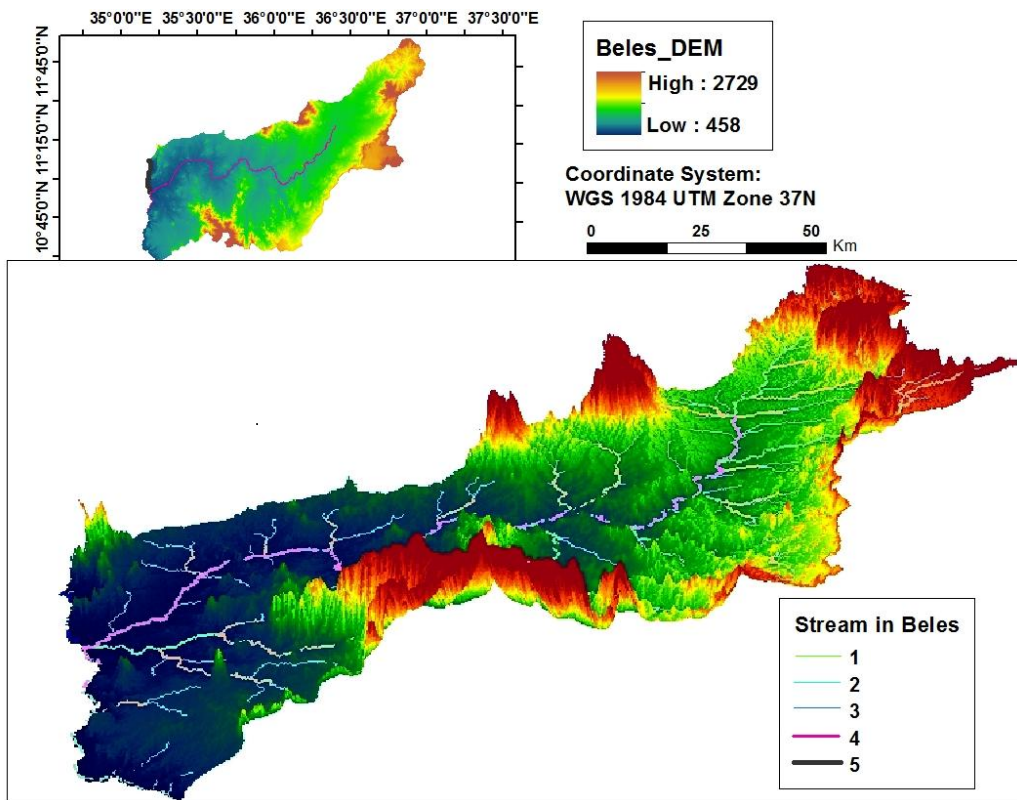 35°0'0"E 35°30'0"E 36°0'0"E 36°30'0"E 37°0'0"E 37°30'0"E
11°45'0"N
11°15'0"N
10°45'0"N
Beles_DEM
High : 2729
Low : 458
Coordinate System:
WGS 1984 UTM Zone 37N
0 25 50
Km
Stream in Beles
1
2
3
4
5